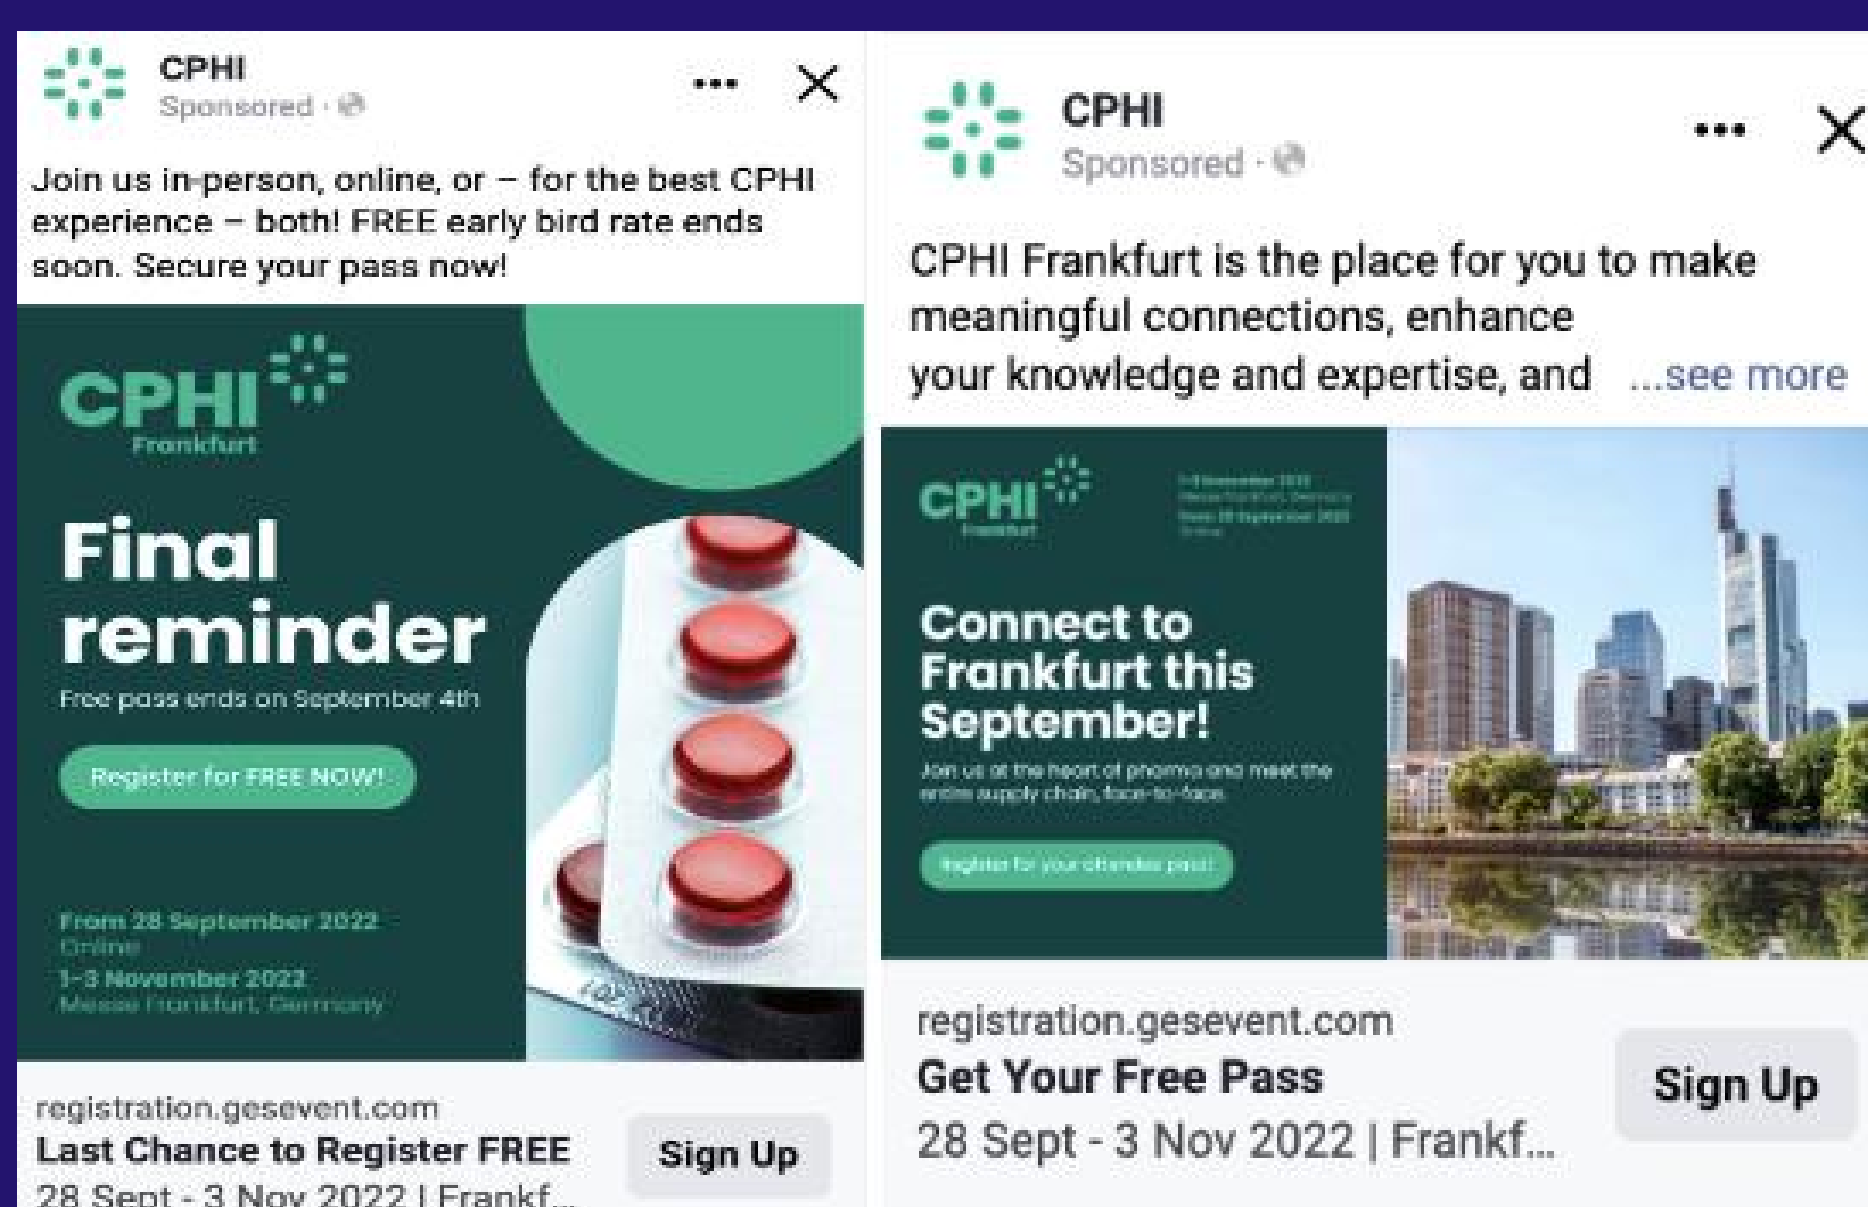 CPHI
Sponsored ·
Join us in-person, online, or – for the best CPHI
experience – both! FREE early bird rate ends
soon. Secure your pass now!
CPHI
Frankfurt
Final
reminder
Free pass ends on September 4th
Register for FREE NOW!
From 28 September 2022
Online
1-3 November 2022
Messe Frankfurt, Germany
registration.gesevent.com
Last Chance to Register FREE
28 Sept - 3 Nov 2022 | Frankf...
Sign Up
CPHI
Sponsored ·
CPHI Frankfurt is the place for you to make
meaningful connections, enhance
your knowledge and expertise, and ...see more
CPHI
Frankfurt
Connect to
Frankfurt this
September!
Join us at the heart of pharma and meet the
entire supply chain, face-to-face.
Register for your attendee pass!
registration.gesevent.com
Get Your Free Pass
28 Sept - 3 Nov 2022 | Frankf...
Sign Up